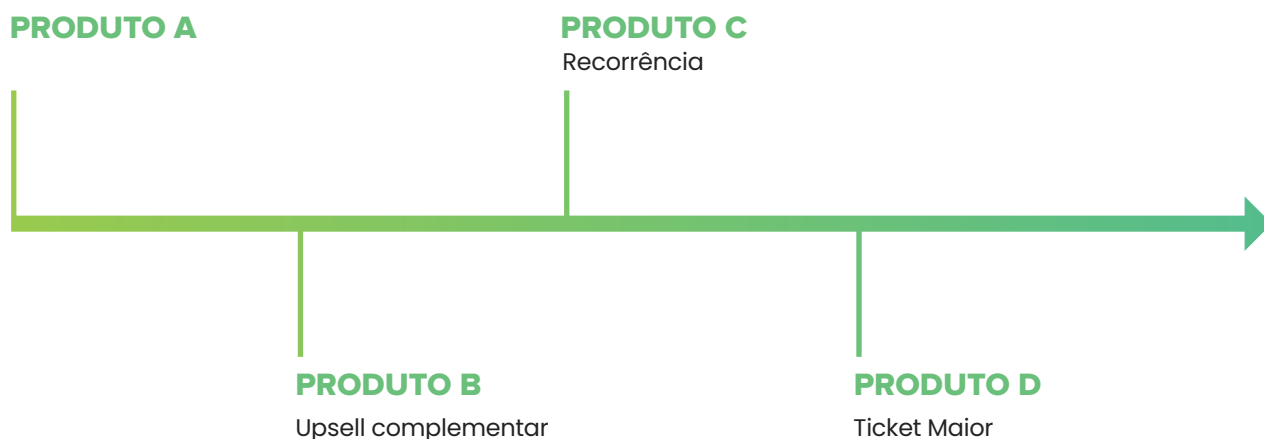 PRODUTO A
PRODUTO C
Recorrência
PRODUTO B
Upsell complementar
PRODUTO D
Ticket Maior